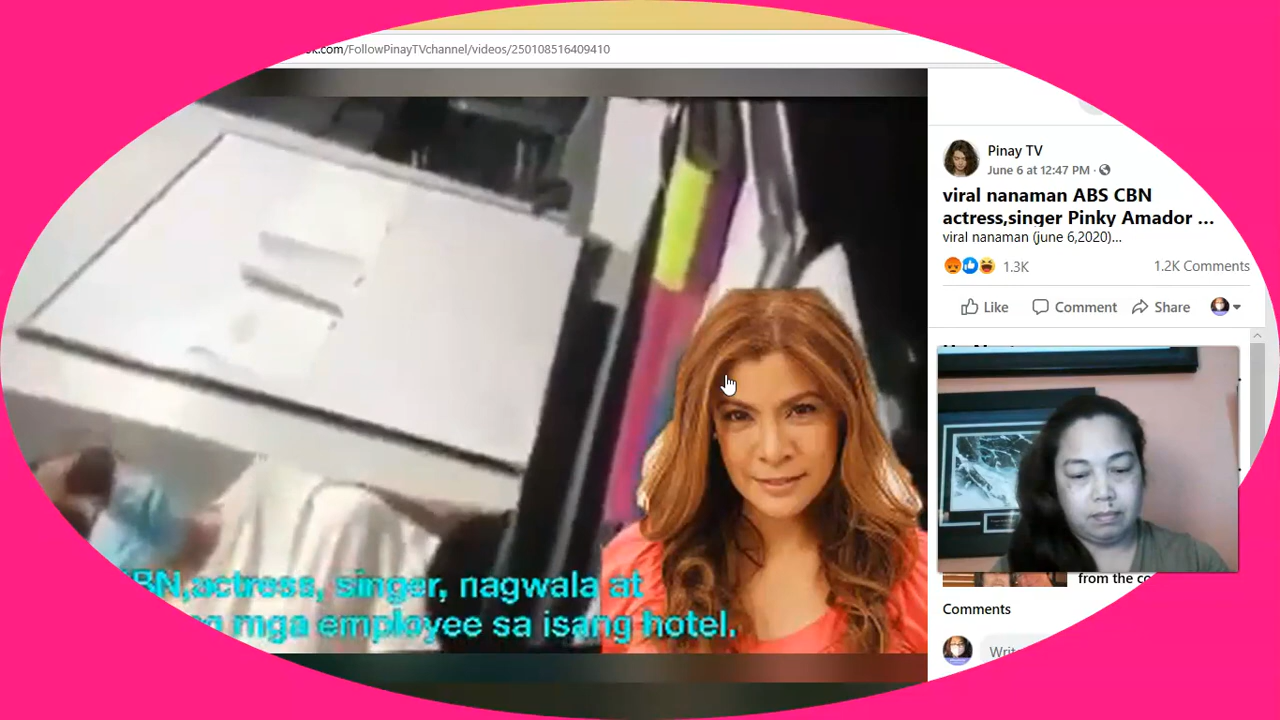 k.com/FollowPinayTVchannel/videos/250108516409410
Pinay TV
June 6 at 12:47 PM ·
viral nanaman ABS CBN
actress,singer Pinky Amador ...
viral nanaman (june 6,2020)...
1.3K
1.2K Comments
Like
Comment
Share
BN,actress, singer, nagwala at
mga employee sa isang hotel.
from the co
Comments
Writ